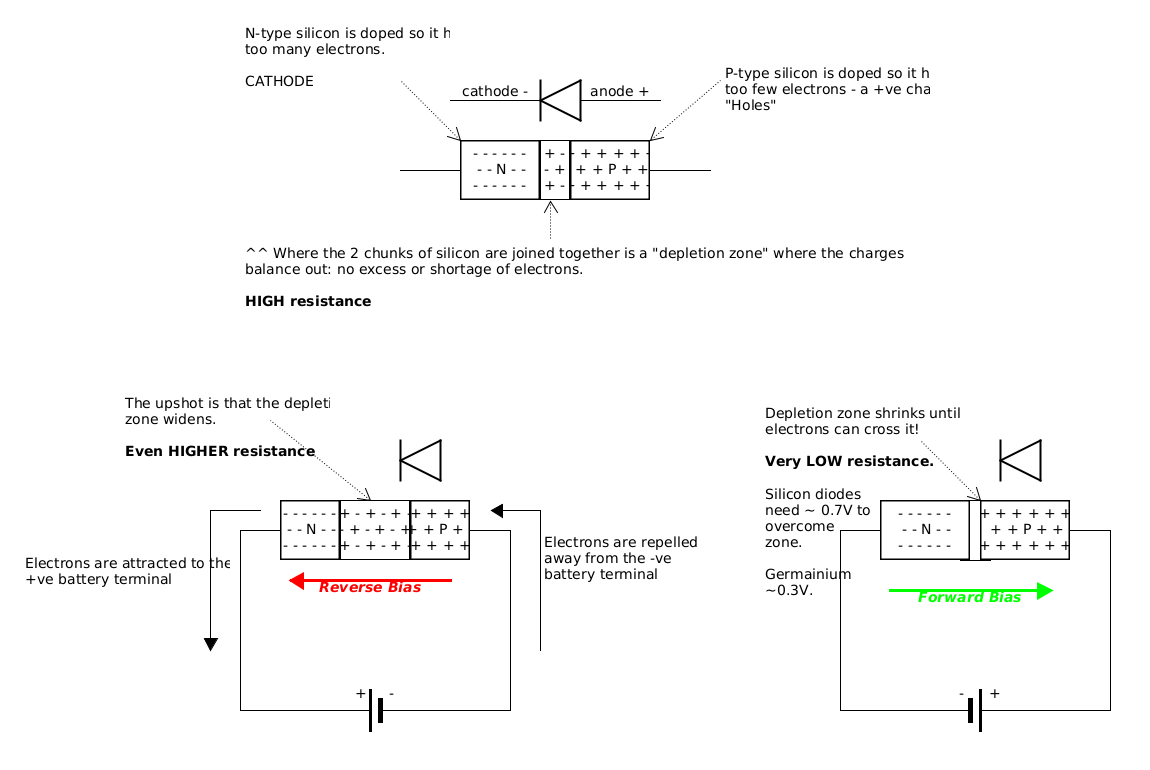 N-type silicon is doped so it h
too many electrons.
CATHODE
P-type silicon is doped so it h
too few electrons - a +ve cha
"Holes"
cathode -
anode +
- - - - - -
- - N - -
- - - - - -
+ -
- +
+ -
+ + + + +
+ + P + +
+ + + + +
^^ Where the 2 chunks of silicon are joined together is a "depletion zone" where the charges
balance out: no excess or shortage of electrons.
HIGH resistance
The upshot is that the depleti
zone widens.
Even HIGHER resistance
- - - - - -
- - N - -
- - - - - -
+ - + - +
- + - + - +
+ - + - +
+ + + +
+ + P +
+ + + +
Electrons are attracted to the
+ve battery terminal
Electrons are repelled
away from the -ve
battery terminal
Reverse Bias
+ -
Depletion zone shrinks until
electrons can cross it!
Very LOW resistance.
Silicon diodes
need ~ 0.7V to
overcome
zone.
Germainium
~0.3V.
- - - - - -
- - N - -
- - - - - -
+ + + + + +
+ + P + +
+ + + + + +
Forward Bias
- +